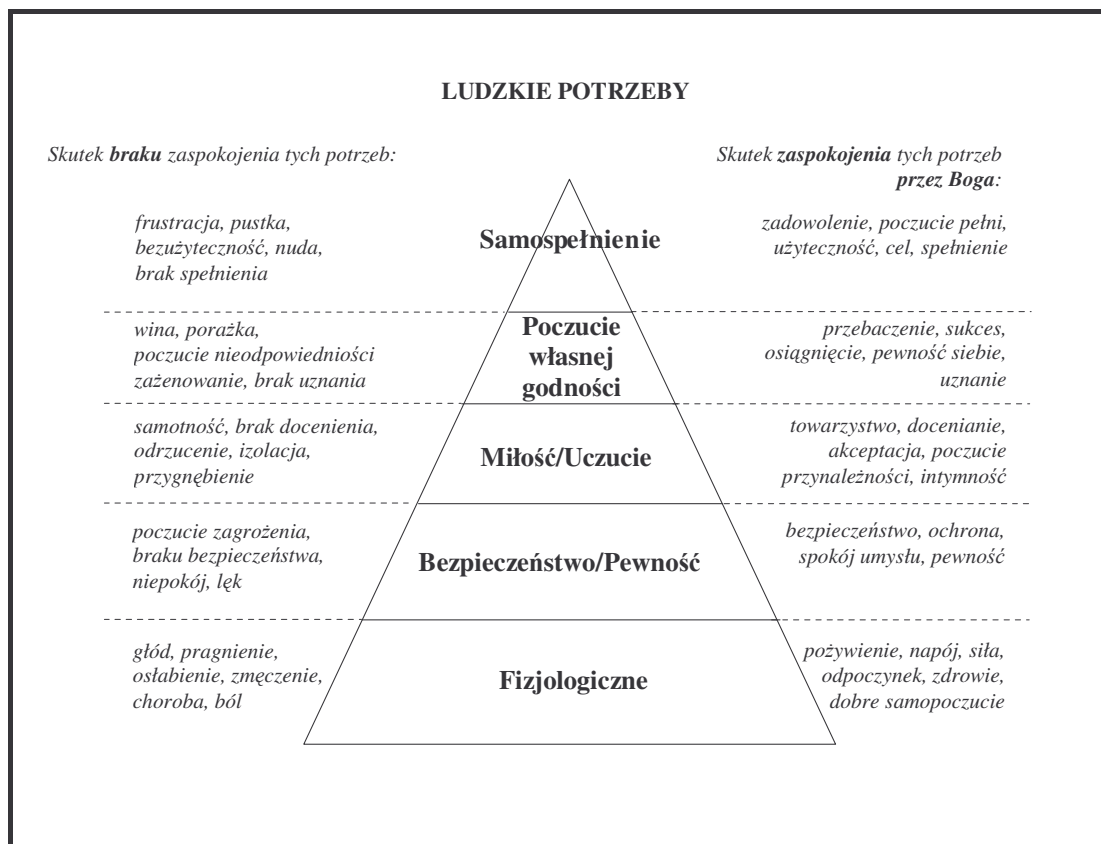 LUDZKIE POTRZEBY
Skutek braku zaspokojenia tych potrzeb:
Skutek zaspokojenia tych potrzeb
przez Boga:
frustracja, pustka,
bezużyteczność, nuda,
brak spełnienia
Samospełnienie
zadowolenie, poczucie pełni,
użyteczność, cel, spełnienie
wina, porażka,
poczucie nieodpowiedniości
zażenowanie, brak uznania
Poczucie
własnej
godności
przebaczenie, sukces,
osiągnięcie, pewność siebie,
uznanie
samotność, brak docenienia,
odrzucenie, izolacja,
przygnębienie
Miłość/Uczucie
towarzystwo, docenianie,
akceptacja, poczucie
przynależności, intymność
poczucie zagrożenia,
braku bezpieczeństwa,
niepokój, lęk
Bezpieczeństwo/Pewność
bezpieczeństwo, ochrona,
spokój umysłu, pewność
głód, pragnienie,
osłabienie, zmęczenie,
choroba, ból
Fizjologiczne
pożywienie, napój, siła,
odpoczynek, zdrowie,
dobre samopoczucie